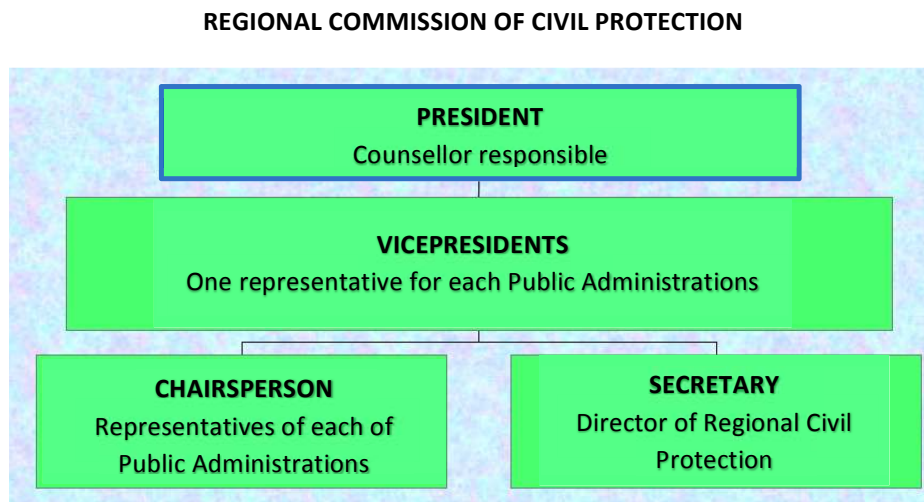 REGIONAL COMMISSION OF CIVIL PROTECTION
PRESIDENT
Counsellor responsible
VICEPRESIDENTS
One representative for each Public Administrations
CHAIRSPERSON
Representatives of each of
Public Administrations
SECRETARY
Director of Regional Civil
Protection